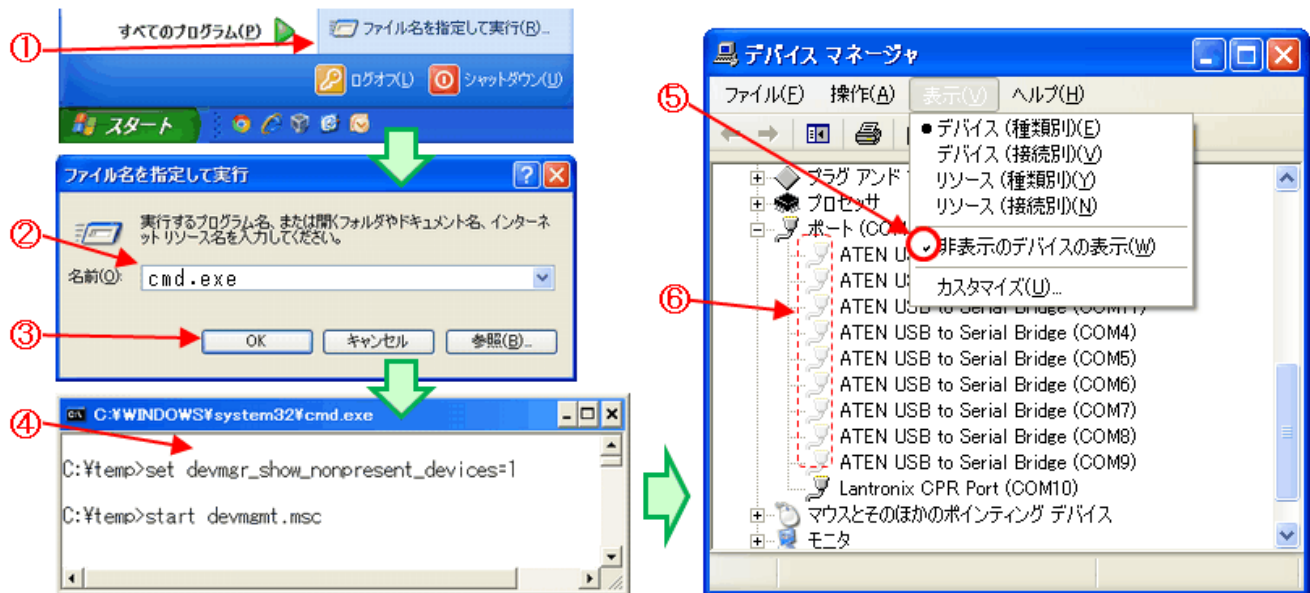 ①
すべてのプログラム(P)
ファイル名を指定して実行(R)...
ログオフ(L)
シャットダウン(U)
スタート
ファイル名を指定して実行
実行するプログラム名、または開くフォルダやドキュメント名、インターネ
ットリソース名を入力してください。
②
名前(O):
cmd.exe
③
OK
キャンセル
参照(B)...
④
C:¥WINDOWS¥system32¥cmd.exe
C:¥temp>set devmgr_show_nonpresent_devices=1
C:¥temp>start devmgmt.msc
デバイス マネージャ
ファイル(F)
操作(A)
表示(V)
ヘルプ(H)
⑤
デバイス (種類別)(E)
デバイス (接続別)(V)
リソース (種類別)(Y)
リソース (接続別)(N)
非表示のデバイスの表示(W)
カスタマイズ(U)...
プラグ アンド
プロセッサ
ポート (COM
ATEN
ATEN
⑥
ATEN USB to Serial Bridge (COM11)
ATEN USB to Serial Bridge (COM4)
ATEN USB to Serial Bridge (COM5)
ATEN USB to Serial Bridge (COM6)
ATEN USB to Serial Bridge (COM7)
ATEN USB to Serial Bridge (COM8)
ATEN USB to Serial Bridge (COM9)
Lantronix CPR Port (COM10)
マウスとそのほかのポインティング デバイス
モニタ